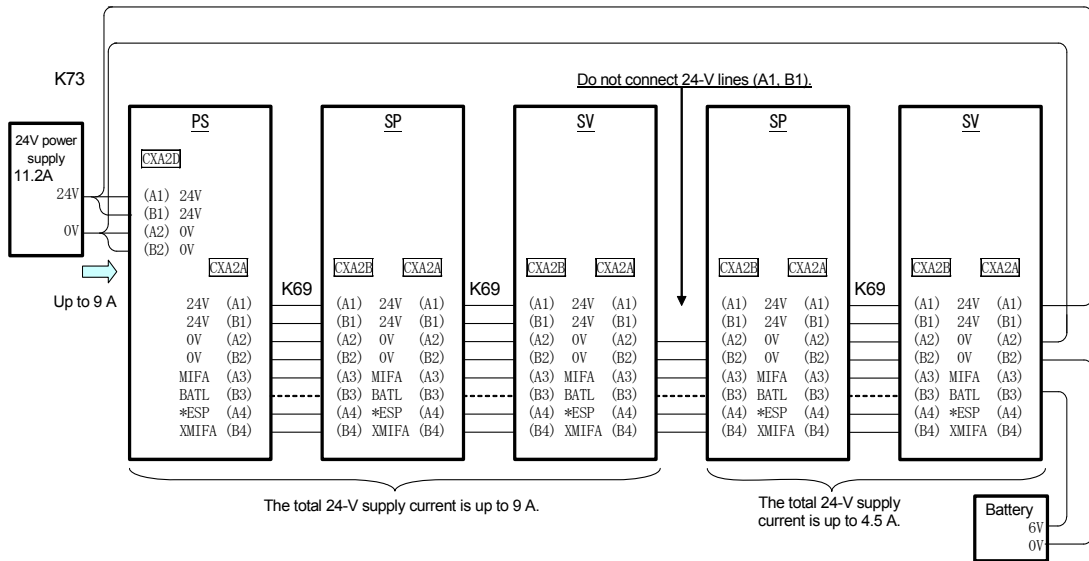 K73
Do not connect 24-V lines (A1, B1).
24V power
supply
11.2A
24V
0V
Up to 9 A
PS
CXA2D
(A1) 24V
(B1) 24V
(A2) 0V
(B2) 0V
CXA2A
24V (A1)
24V (B1)
0V (A2)
0V (B2)
MIFA (A3)
BATL (B3)
*ESP (A4)
XMIFA (B4)
K69
SP
CXA2B CXA2A
(A1) 24V (A1)
(B1) 24V (B1)
(A2) 0V (A2)
(B2) 0V (B2)
(A3) MIFA (A3)
(B3) BATL (B3)
(A4) *ESP (A4)
(B4) XMIFA (B4)
K69
SV
CXA2B CXA2A
(A1) 24V (A1)
(B1) 24V (B1)
(A2) 0V (A2)
(B2) 0V (B2)
(A3) MIFA (A3)
(B3) BATL (B3)
(A4) *ESP (A4)
(B4) XMIFA (B4)
SP
CXA2B CXA2A
(A1) 24V (A1)
(B1) 24V (B1)
(A2) 0V (A2)
(B2) 0V (B2)
(A3) MIFA (A3)
(B3) BATL (B3)
(A4) *ESP (A4)
(B4) XMIFA (B4)
K69
SV
CXA2B CXA2A
(A1) 24V (A1)
(B1) 24V (B1)
(A2) 0V (A2)
(B2) 0V (B2)
(A3) MIFA (A3)
(B3) BATL (B3)
(A4) *ESP (A4)
(B4) XMIFA (B4)
The total 24-V supply current is up to 9 A.
The total 24-V supply
current is up to 4.5 A.
Battery
6V
0V